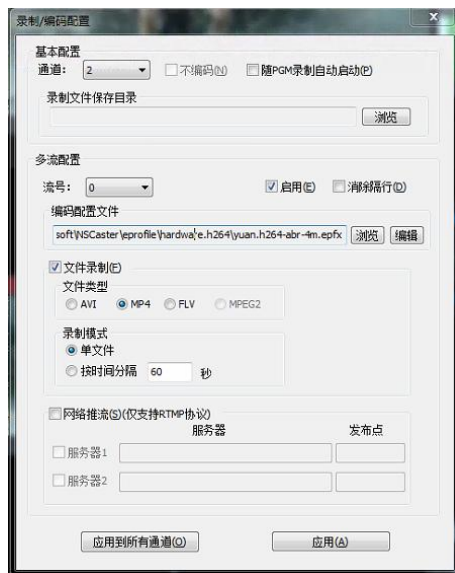 录制/编码配置
基本配置
通道： 2 不编码(N) 随PGM录制自动启动(P)
录制文件保存目录
浏览
多流配置
流号： 0 启用(E) 消除隔行(D)
编码配置文件
soft\NSCaster\eprofile\hardware.h264\yuan.h264-abr-4m.epfx 浏览 编辑
文件录制(F)
文件类型
AVI MP4 FLV MPEG2
录制模式
单文件
按时间分隔 60 秒
网络推流(S)(仅支持RTMP协议)
服务器 发布点
服务器1
服务器2
应用到所有通道(O) 应用(A)